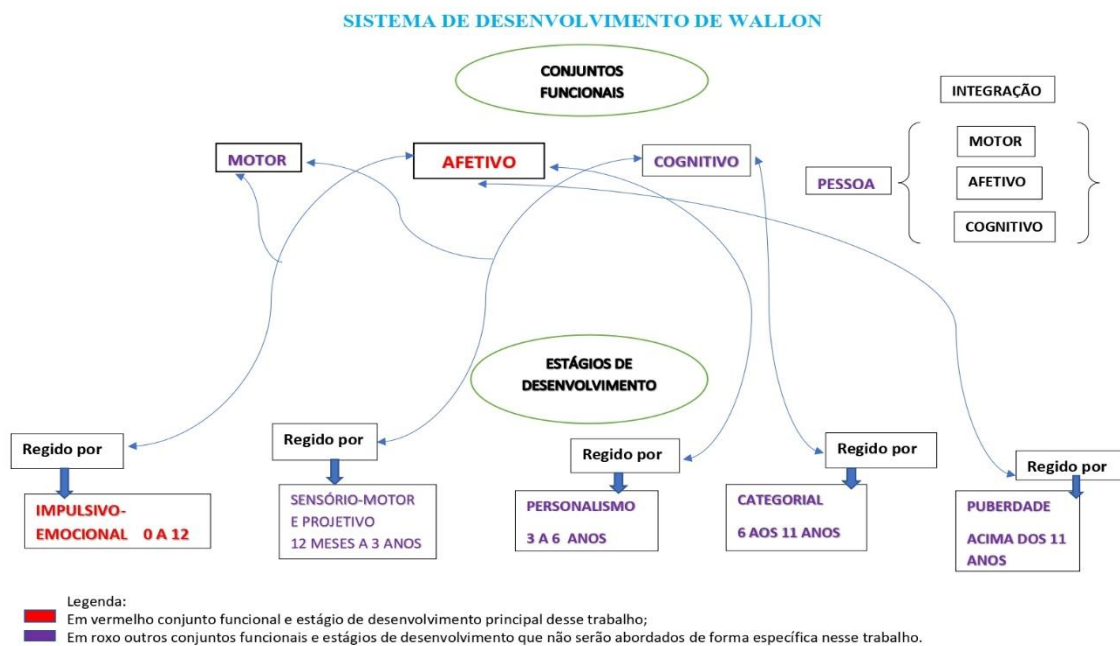 SISTEMA DE DESENVOLVIMENTO DE WALLON
CONJUNTOS
FUNCIONAIS
INTEGRAÇÃO
MOTOR
AFETIVO
COGNITIVO
PESSOA
MOTOR
AFETIVO
COGNITIVO
ESTÁGIOS DE
DESENVOLVIMENTO
Regido por
Regido por
Regido por
Regido por
Regido por
IMPULSIVO-
EMOCIONAL 0 A 12
SENSÓRIO-MOTOR
E PROJETIVO
12 MESES A 3 ANOS
PERSONALISMO
3 A 6 ANOS
CATEGORIAL
6 AOS 11 ANOS
PUBERDADE
ACIMA DOS 11
ANOS
Legenda:
Em vermelho conjunto funcional e estágio de desenvolvimento principal desse trabalho;
Em roxo outros conjuntos funcionais e estágios de desenvolvimento que não serão abordados de forma específica nesse trabalho.